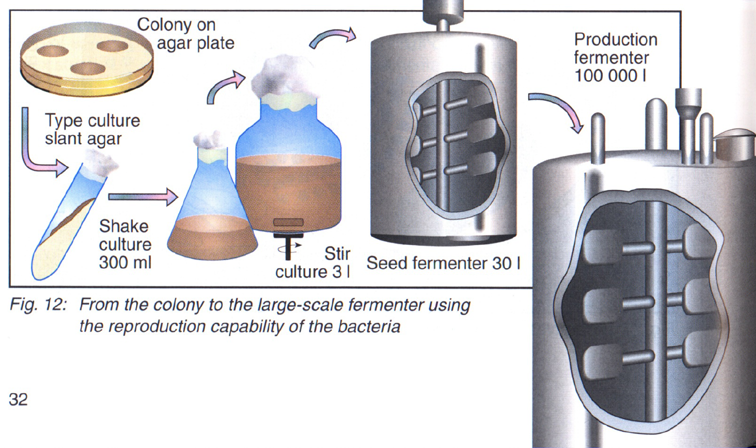 Colony on
agar plate
Type culture
slant agar
Shake
culture
300 ml
Stir
culture 3 l
Seed fermenter 30 l
Production
fermenter
100 000 l
Fig. 12: From the colony to the large-scale fermenter using
the reproduction capability of the bacteria
32